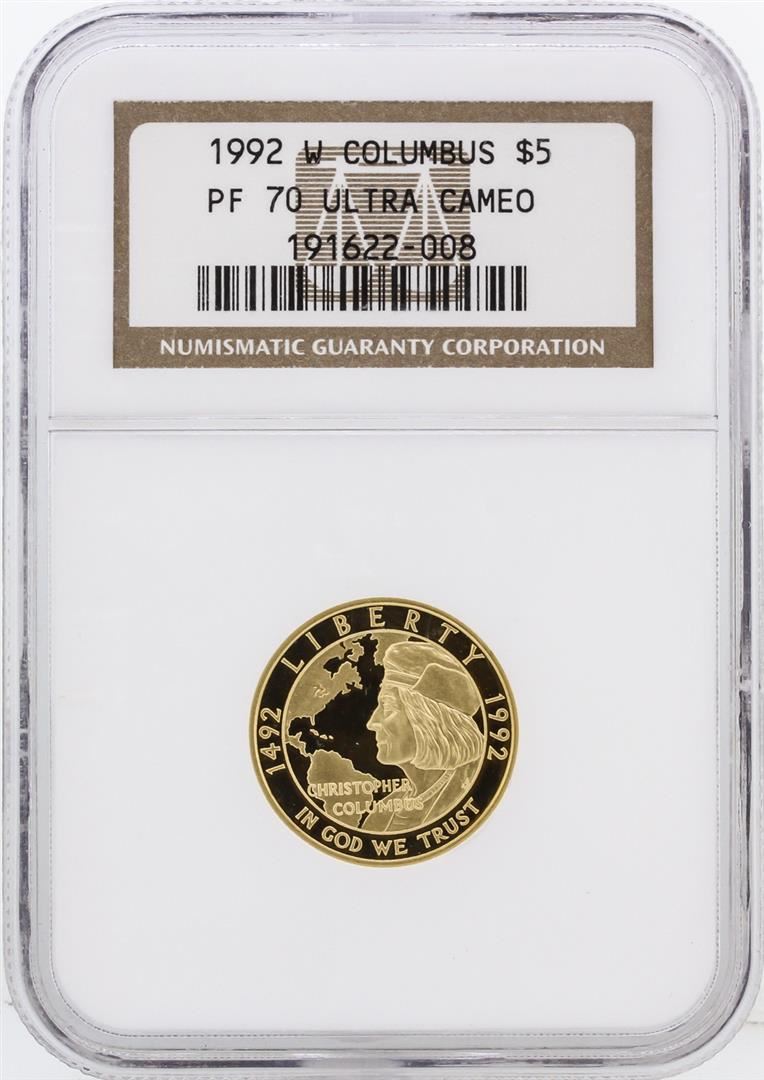 1992 W COLUMBUS $5
PF 70 ULTRA CAMEO
191622-008
NUMISMATIC GUARANTY CORPORATION
LIBERTY
1492
1992
CHRISTOPHER
COLUMBUS
IN GOD WE TRUST